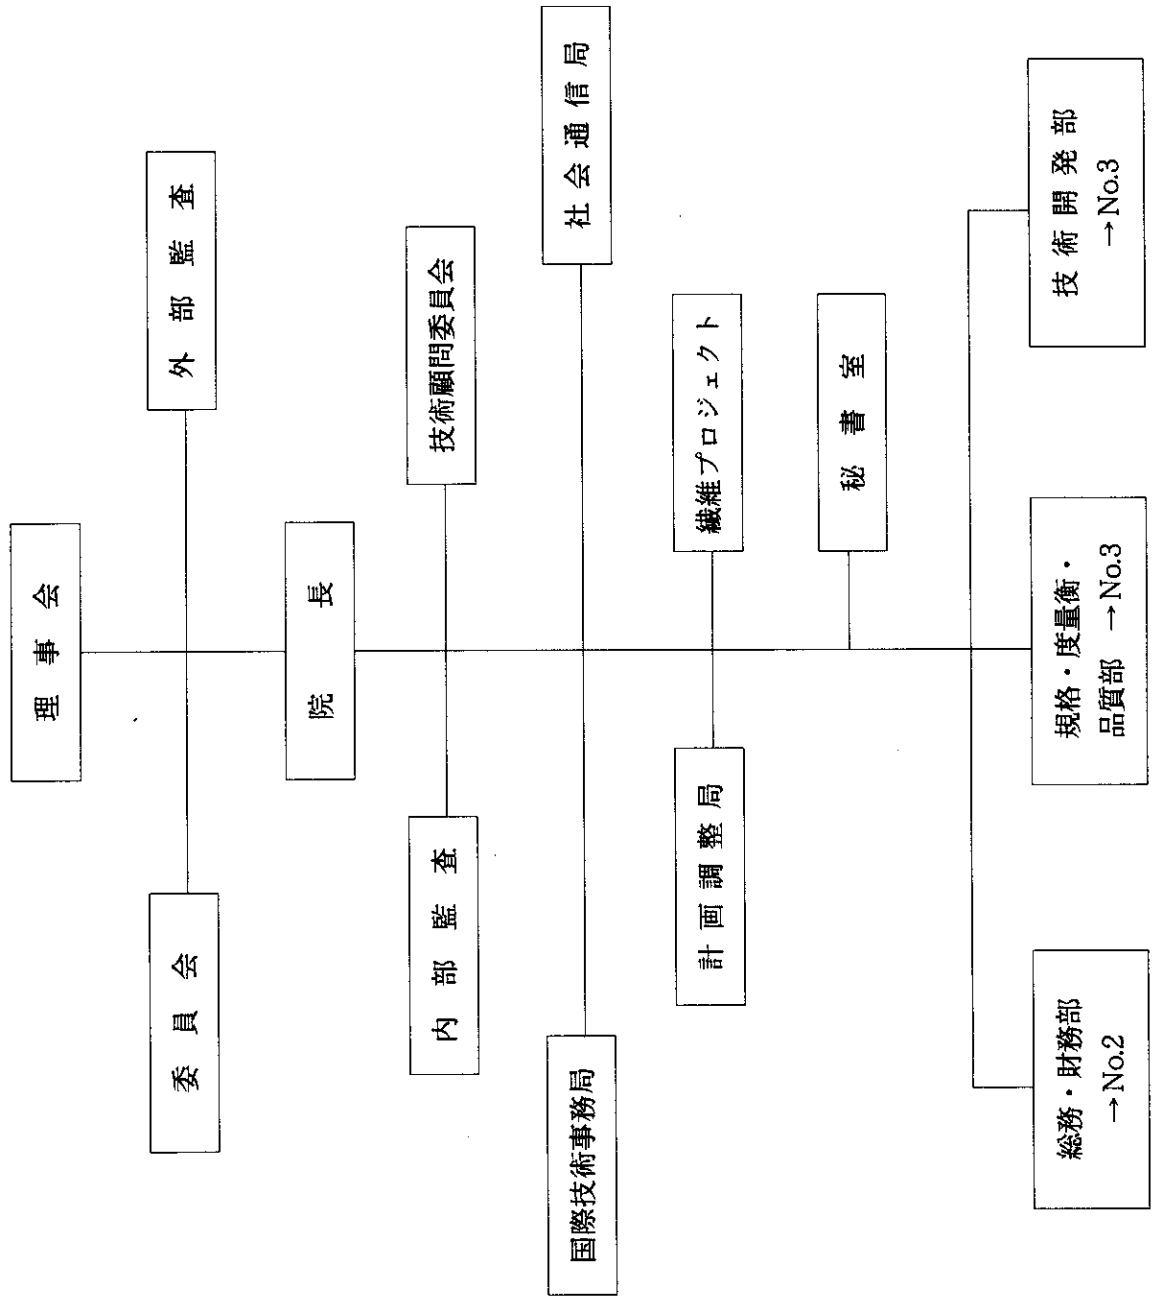 理事会
委員会
外部監査
院長
内部監査
技術顧問委員会
国際技術事務局
社会通信局
計画調整局
繊維プロジェクト
秘書室
総務・財務部
→No.2
規格・度量衡・
品質部 →No.3
技術開発部
→No.3